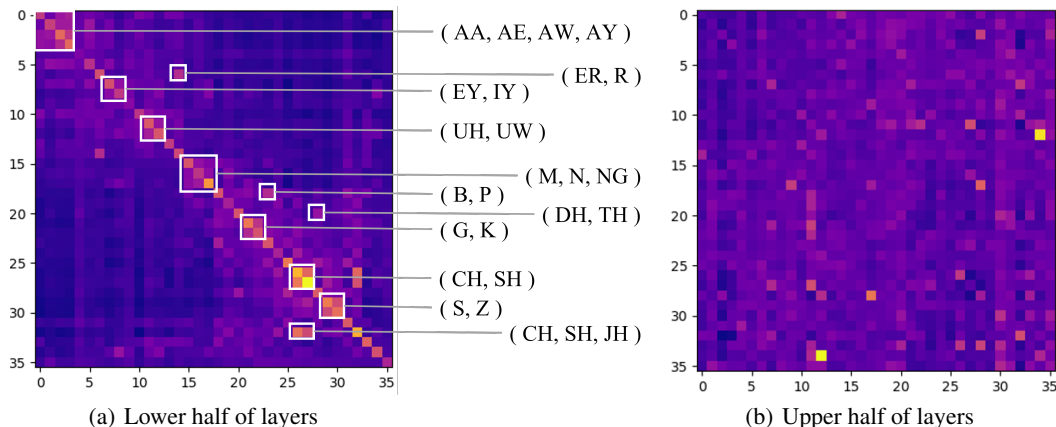 0
5
10
15
20
25
30
35
0 5 10 15 20 25 30 35
( AA, AE, AW, AY )
( ER, R )
( EY, IY )
( UH, UW )
( M, N, NG )
( B, P )
( DH, TH )
( G, K )
( CH, SH )
( S, Z )
( CH, SH, JH )
(a) Lower half of layers
0
5
10
15
20
25
30
35
0 5 10 15 20 25 30 35
(b) Upper half of layers